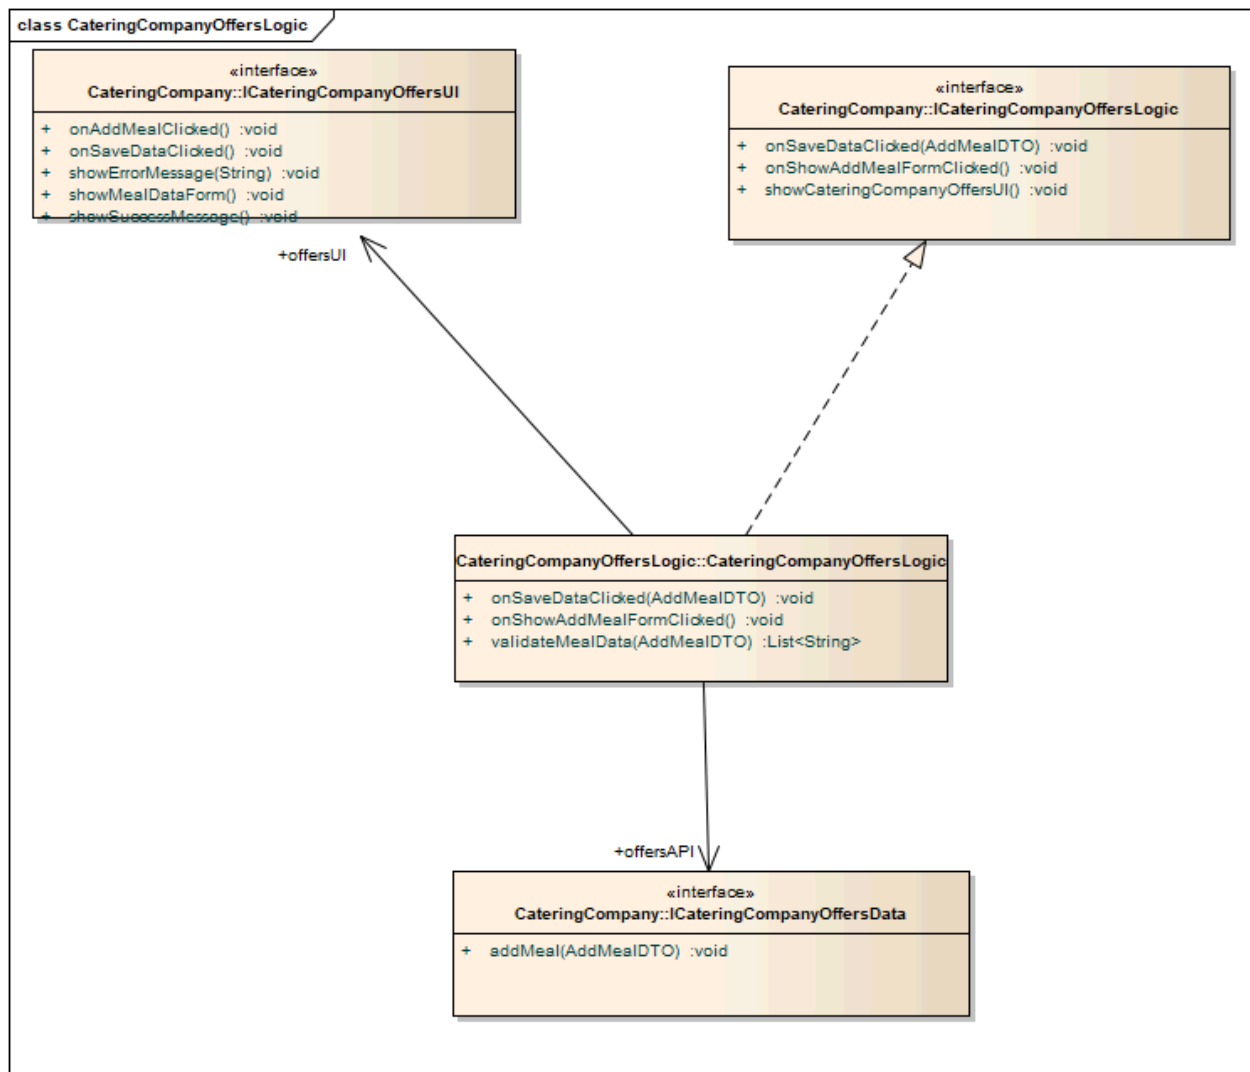 class CateringCompanyOffersLogic
«interface»
CateringCompany::ICateringCompanyOffersUI
+ onAddMealClicked() :void
+ onSaveDataClicked() :void
+ showErrorMessage(String) :void
+ showMealDataForm() :void
+ showSuccessMessage() :void
«interface»
CateringCompany::ICateringCompanyOffersLogic
+ onSaveDataClicked(AddMealDTO) :void
+ onShowAddMealFormClicked() :void
+ showCateringCompanyOffersUI() :void
+offersUI
CateringCompanyOffersLogic::CateringCompanyOffersLogic
+ onSaveDataClicked(AddMealDTO) :void
+ onShowAddMealFormClicked() :void
+ validateMealData(AddMealDTO) :List<String>
+offersAPI
«interface»
CateringCompany::ICateringCompanyOffersData
+ addMeal(AddMealDTO) :void